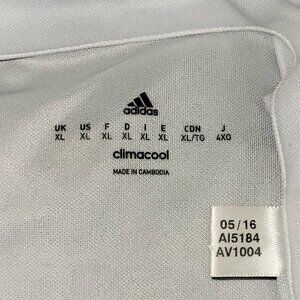 adidas
UK US F D I E CDN J
XL XL XL XL XL XL XL/TG 4XO
climacool
MADE IN CAMBODIA
05/16
AI5184
AV1004